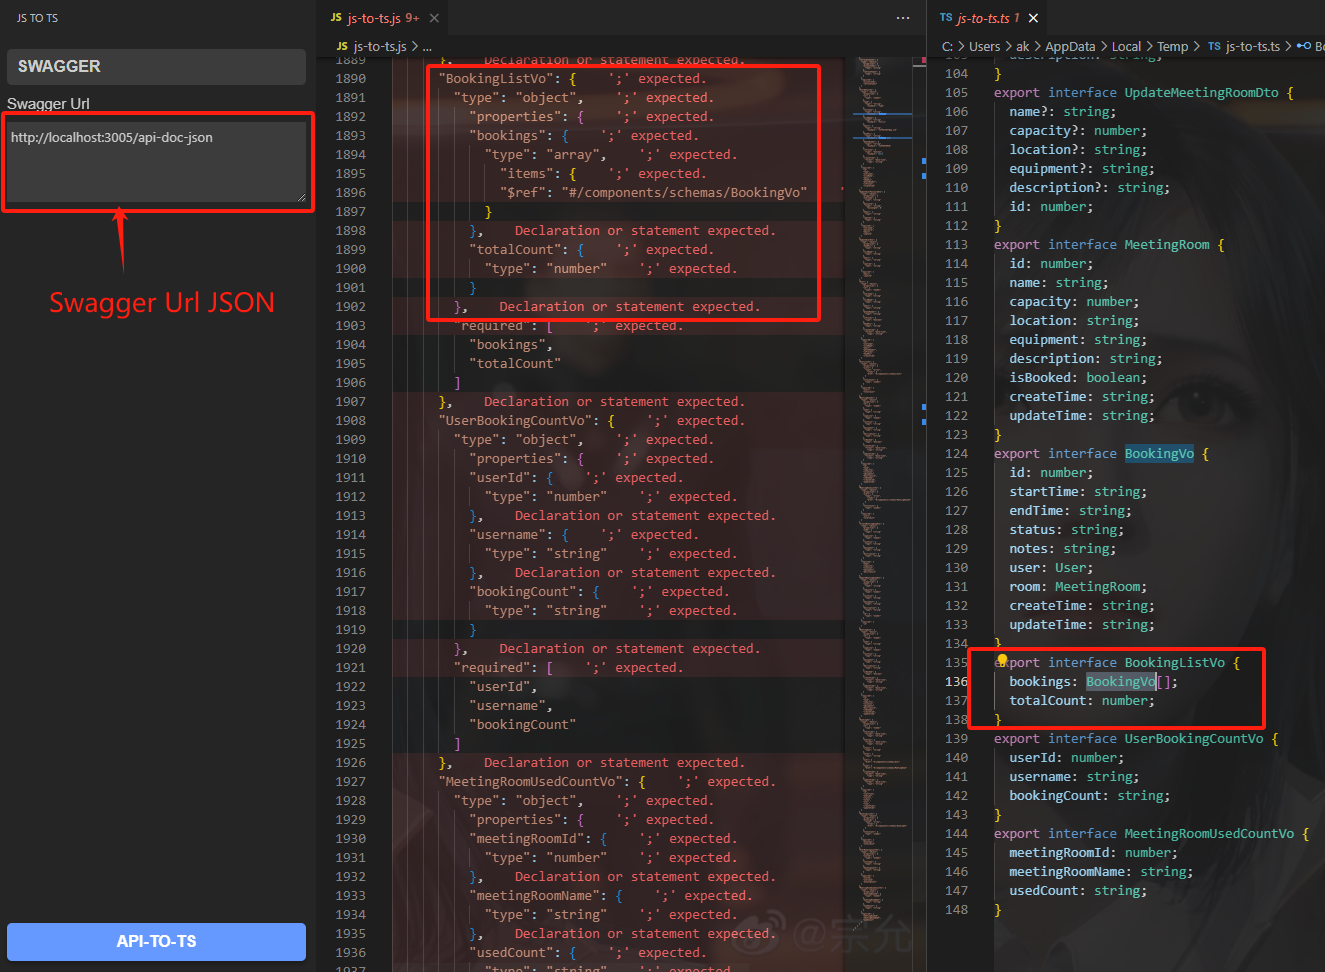 JS TO TS
SWAGGER
Swagger Url
http://localhost:3005/api-doc-json
Swagger Url JSON
API-TO-TS
JS js-to-ts.js 9+ ×
JS js-to-ts.js > ...
1889 }, Declaration or statement expected.
1890 "BookingListVo": { ';' expected.
1891 "type": "object", ';' expected.
1892 "properties": { ';' expected.
1893 "bookings": { ';' expected.
1894 "type": "array", ';' expected.
1895 "items": { ';' expected.
1896 "$ref": "#/components/schemas/BookingVo"
1897 }
1898 }, Declaration or statement expected.
1899 "totalCount": { ';' expected.
1900 "type": "number" ';' expected.
1901 }
1902 }, Declaration or statement expected.
1903 "required": [ ';' expected.
1904 "bookings",
1905 "totalCount"
1906 ]
1907 }, Declaration or statement expected.
1908 "UserBookingCountVo": { ';' expected.
1909 "type": "object", ';' expected.
1910 "properties": { ';' expected.
1911 "userId": { ';' expected.
1912 "type": "number" ';' expected.
1913 }, Declaration or statement expected.
1914 "username": { ';' expected.
1915 "type": "string" ';' expected.
1916 }, Declaration or statement expected.
1917 "bookingCount": { ';' expected.
1918 "type": "string" ';' expected.
1919 }
1920 }, Declaration or statement expected.
1921 "required": [ ';' expected.
1922 "userId",
1923 "username",
1924 "bookingCount"
1925 ]
1926 }, Declaration or statement expected.
1927 "MeetingRoomUsedCountVo": { ';' expected.
1928 "type": "object", ';' expected.
1929 "properties": { ';' expected.
1930 "meetingRoomId": { ';' expected.
1931 "type": "number" ';' expected.
1932 }, Declaration or statement expected.
1933 "meetingRoomName": { ';' expected.
1934 "type": "string" ';' expected.
1935 }, Declaration or statement expected.
1936 "usedCount": { ';' expected.
1937 "type": "string" ';' expected.
TS js-to-ts.ts 1 ×
C: > Users > ak > AppData > Local > Temp > TS js-to-ts.ts > Bo
103 description: string;
104 }
105 export interface UpdateMeetingRoomDto {
106 name?: string;
107 capacity?: number;
108 location?: string;
109 equipment?: string;
110 description?: string;
111 id: number;
112 }
113 export interface MeetingRoom {
114 id: number;
115 name: string;
116 capacity: number;
117 location: string;
118 equipment: string;
119 description: string;
120 isBooked: boolean;
121 createTime: string;
122 updateTime: string;
123 }
124 export interface BookingVo {
125 id: number;
126 startTime: string;
127 endTime: string;
128 status: string;
129 notes: string;
130 user: User;
131 room: MeetingRoom;
132 createTime: string;
133 updateTime: string;
134 }
135 export interface BookingListVo {
136 bookings: BookingVo[];
137 totalCount: number;
138 }
139 export interface UserBookingCountVo {
140 userId: number;
141 username: string;
142 bookingCount: string;
143 }
144 export interface MeetingRoomUsedCountVo {
145 meetingRoomId: number;
146 meetingRoomName: string;
147 usedCount: string;
148 }
@宗允